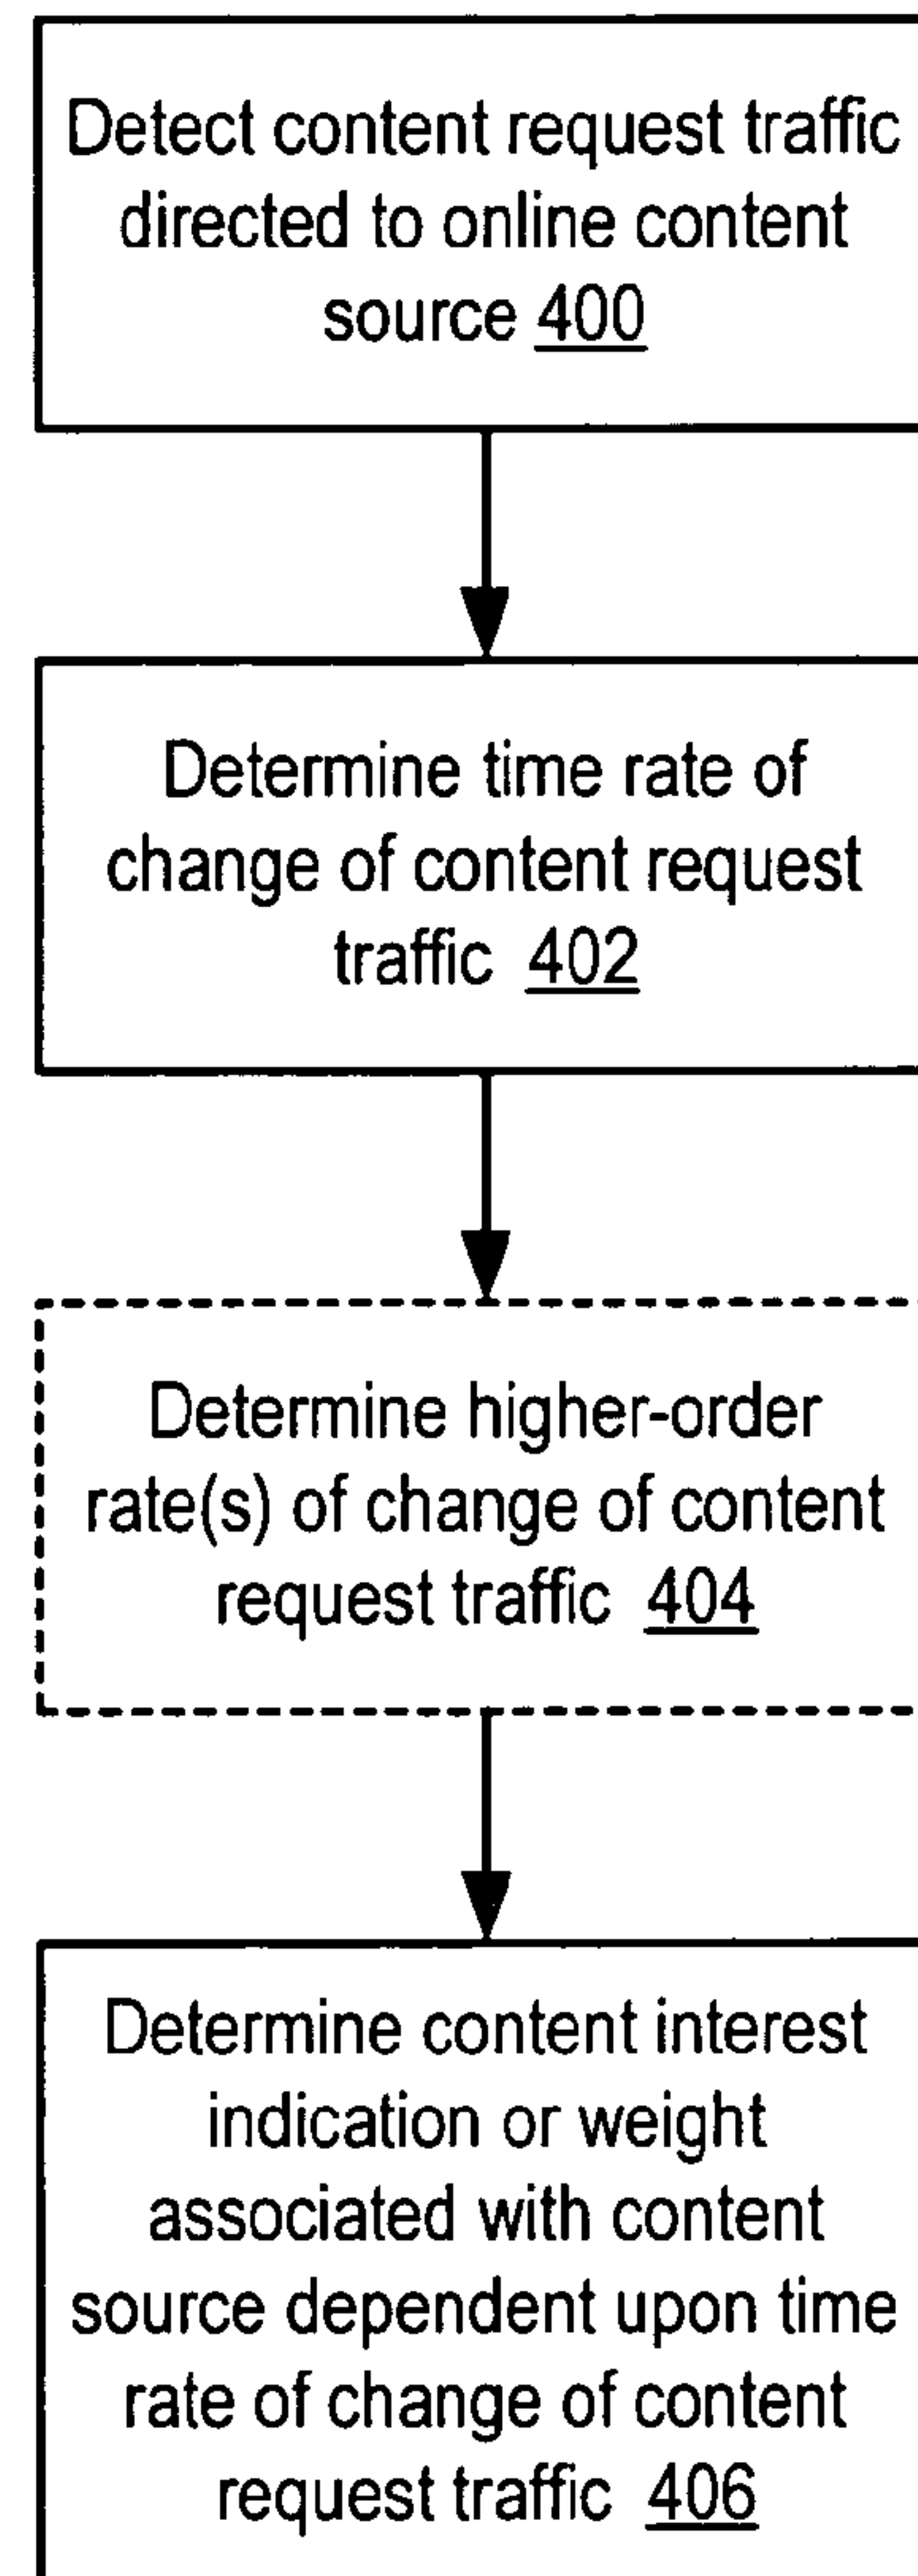 Detect content request traffic
directed to online content
source 400
Determine time rate of
change of content request
traffic 402
Determine higher-order
rate(s) of change of content
request traffic 404
Determine content interest
indication or weight
associated with content
source dependent upon time
rate of change of content
request traffic 406